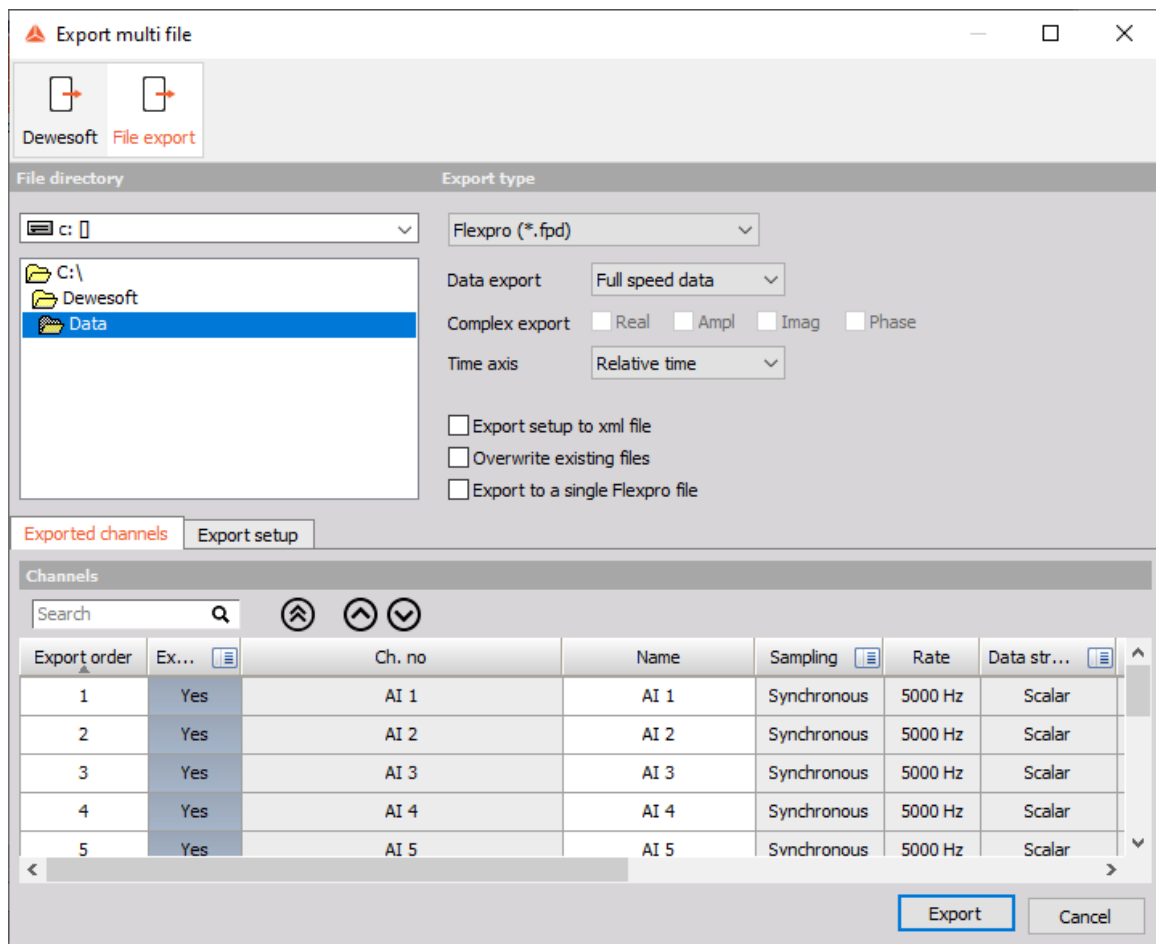 Export multi file
Dewesoft File export
File directory
Export type
c: []
C:\
Dewesoft
Data
Flexpro (*.fpd)
Data export Full speed data
Complex export Real Ampl Imag Phase
Time axis Relative time
Export setup to xml file
Overwrite existing files
Export to a single Flexpro file
Exported channels Export setup
Channels
Search
Export order Ex... Ch. no Name Sampling Rate Data str...
1 Yes AI 1 AI 1 Synchronous 5000 Hz Scalar
2 Yes AI 2 AI 2 Synchronous 5000 Hz Scalar
3 Yes AI 3 AI 3 Synchronous 5000 Hz Scalar
4 Yes AI 4 AI 4 Synchronous 5000 Hz Scalar
5 Yes AI 5 AI 5 Synchronous 5000 Hz Scalar
Export Cancel